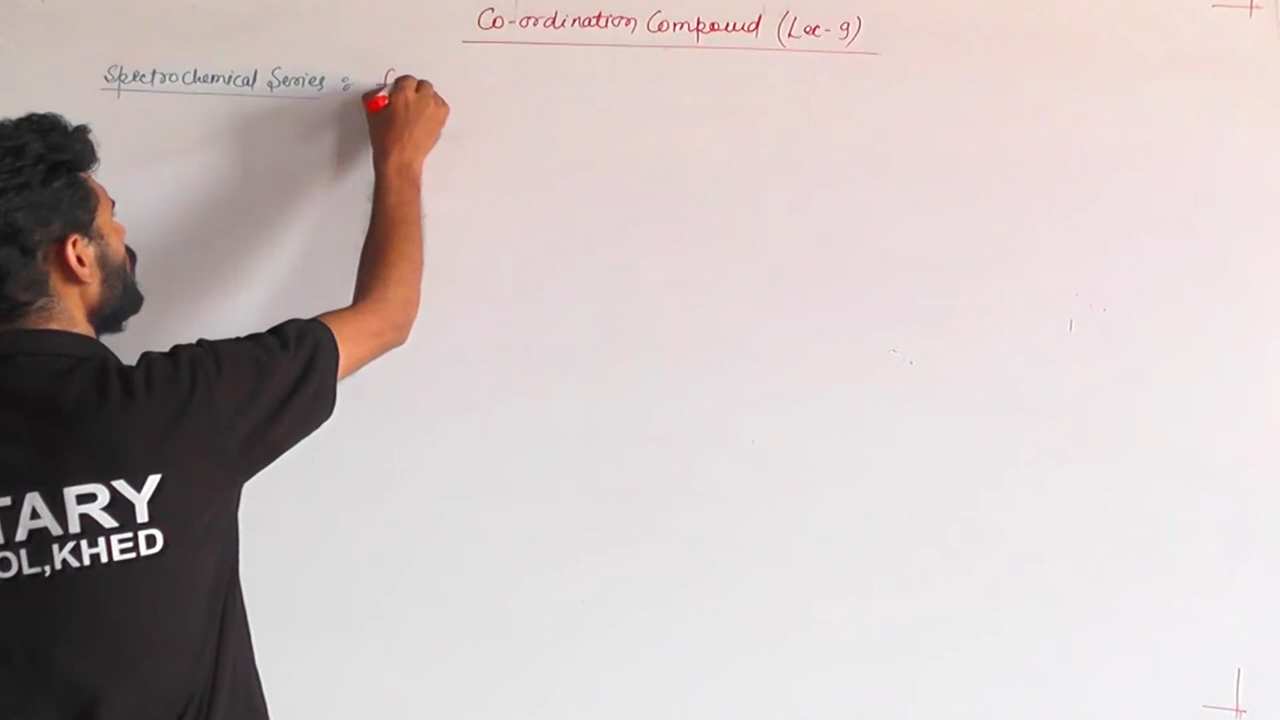 Co-ordination Compound (Lec-9)
Spectrochemical Series :
TARY
OL,KHED